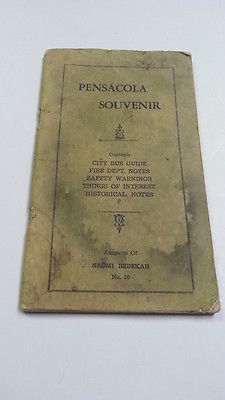 PENSACOLA
SOUVENIR
Contents
CITY BUS GUIDE
FIRE DEPT. NOTES
SAFETY WARNINGS
THINGS OF INTEREST
HISTORICAL NOTES
Auspices Of
NAOMI REBEKAH
No. 10